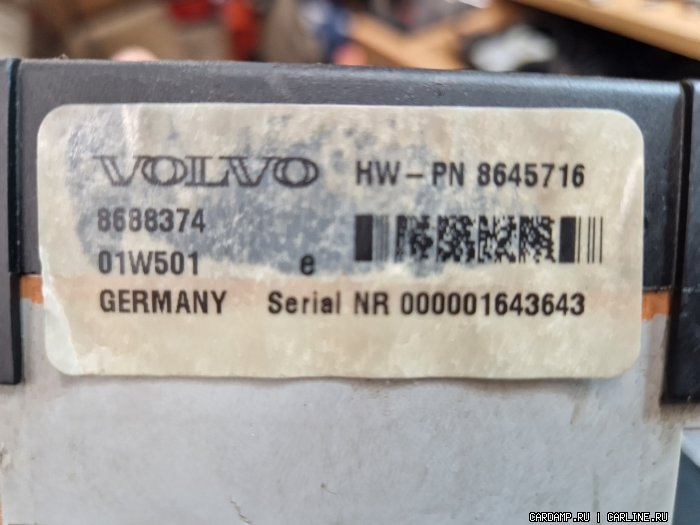 VOLVO HW-PN 8645716
8688374
01W501 e
GERMANY Serial NR 000001643643
CARDAMP.RU | CARLINE.RU